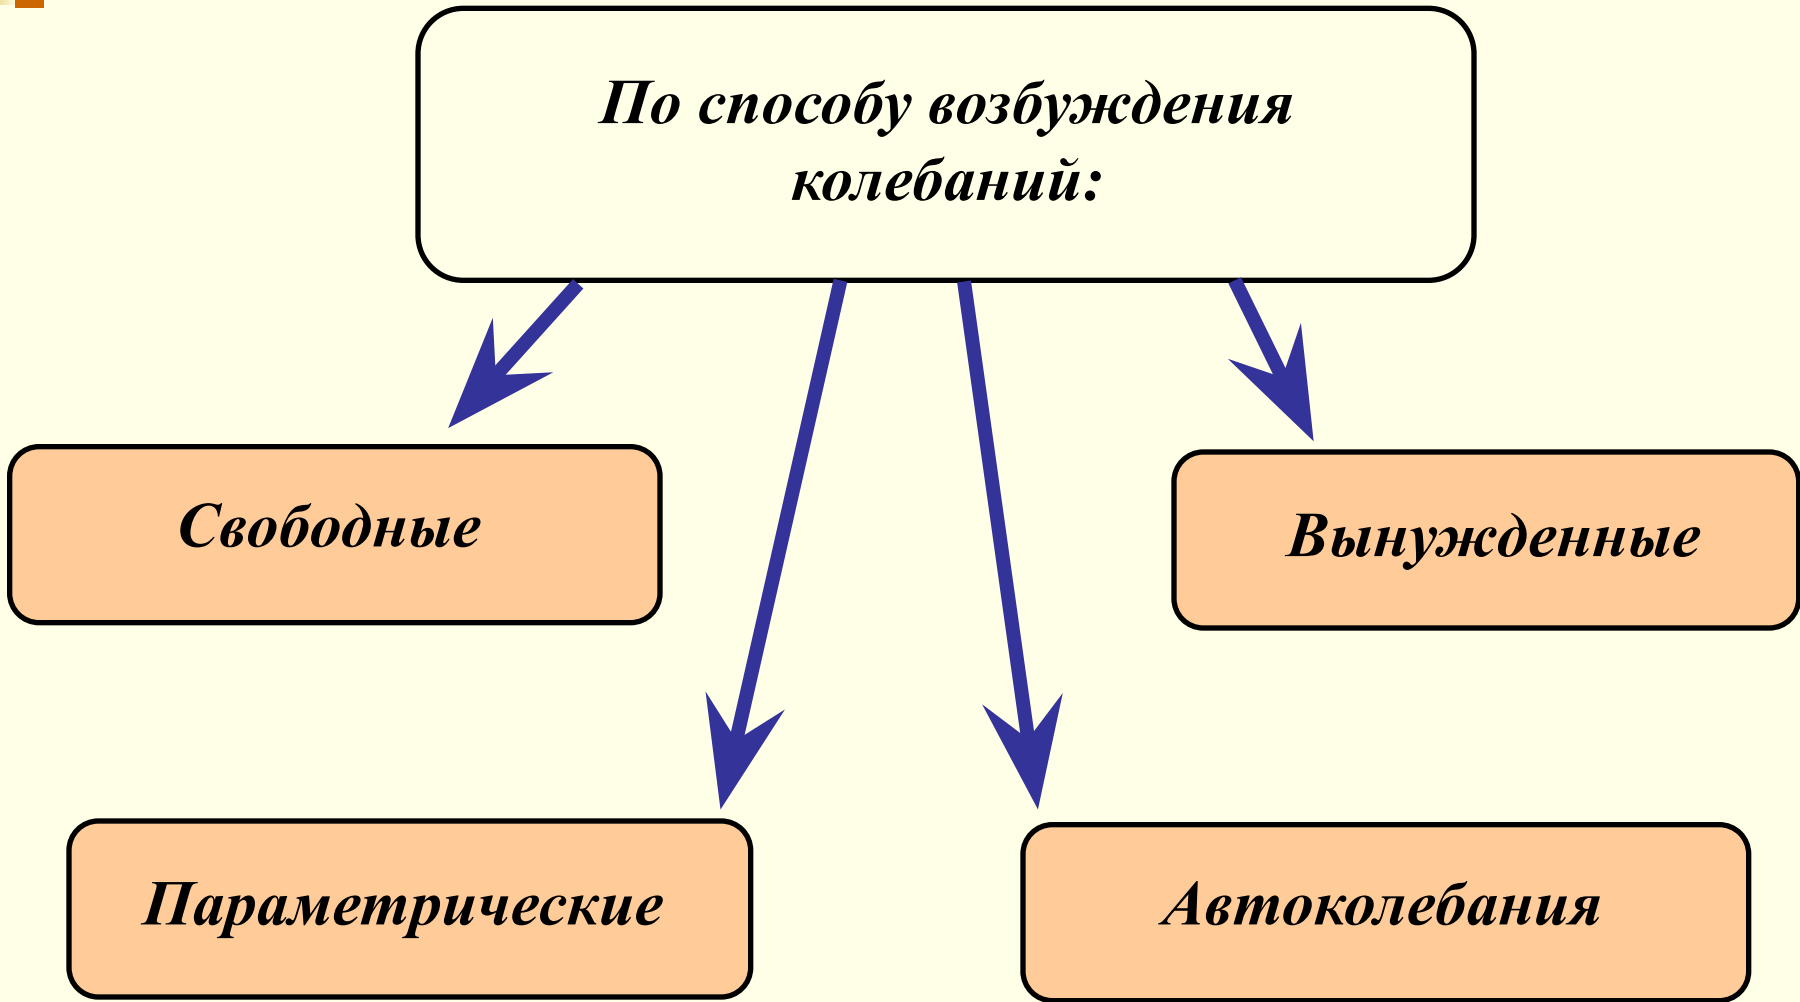 По способу возбуждения
колебаний:
Свободные
Вынужденные
Параметрические
Автоколебания